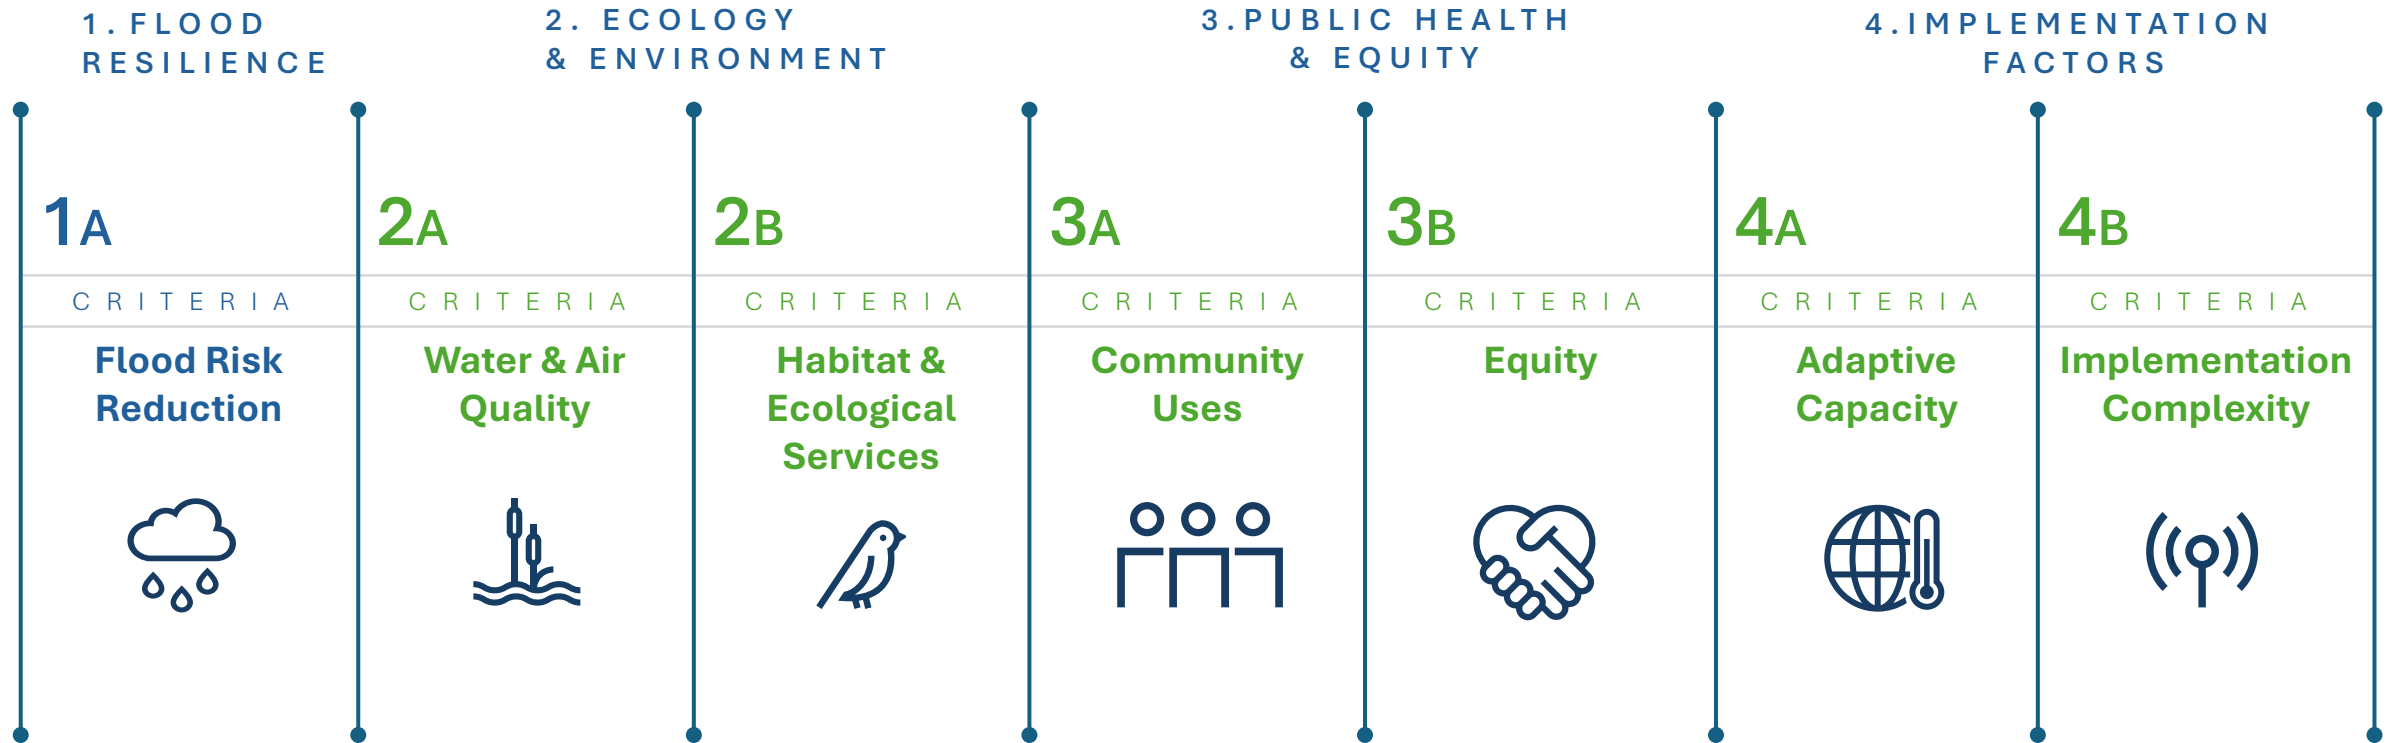 1. FLOOD
RESILIENCE
2. ECOLOGY
& ENVIRONMENT
3.PUBLIC HEALTH
& EQUITY
4.IMPLEMENTATION
FACTORS
1A
CRITERIA
Flood Risk
Reduction
2A
CRITERIA
Water & Air
Quality
2B
CRITERIA
Habitat &
Ecological
Services
3A
CRITERIA
Community
Uses
3B
CRITERIA
Equity
4A
CRITERIA
Adaptive
Capacity
4B
CRITERIA
Implementation
Complexity